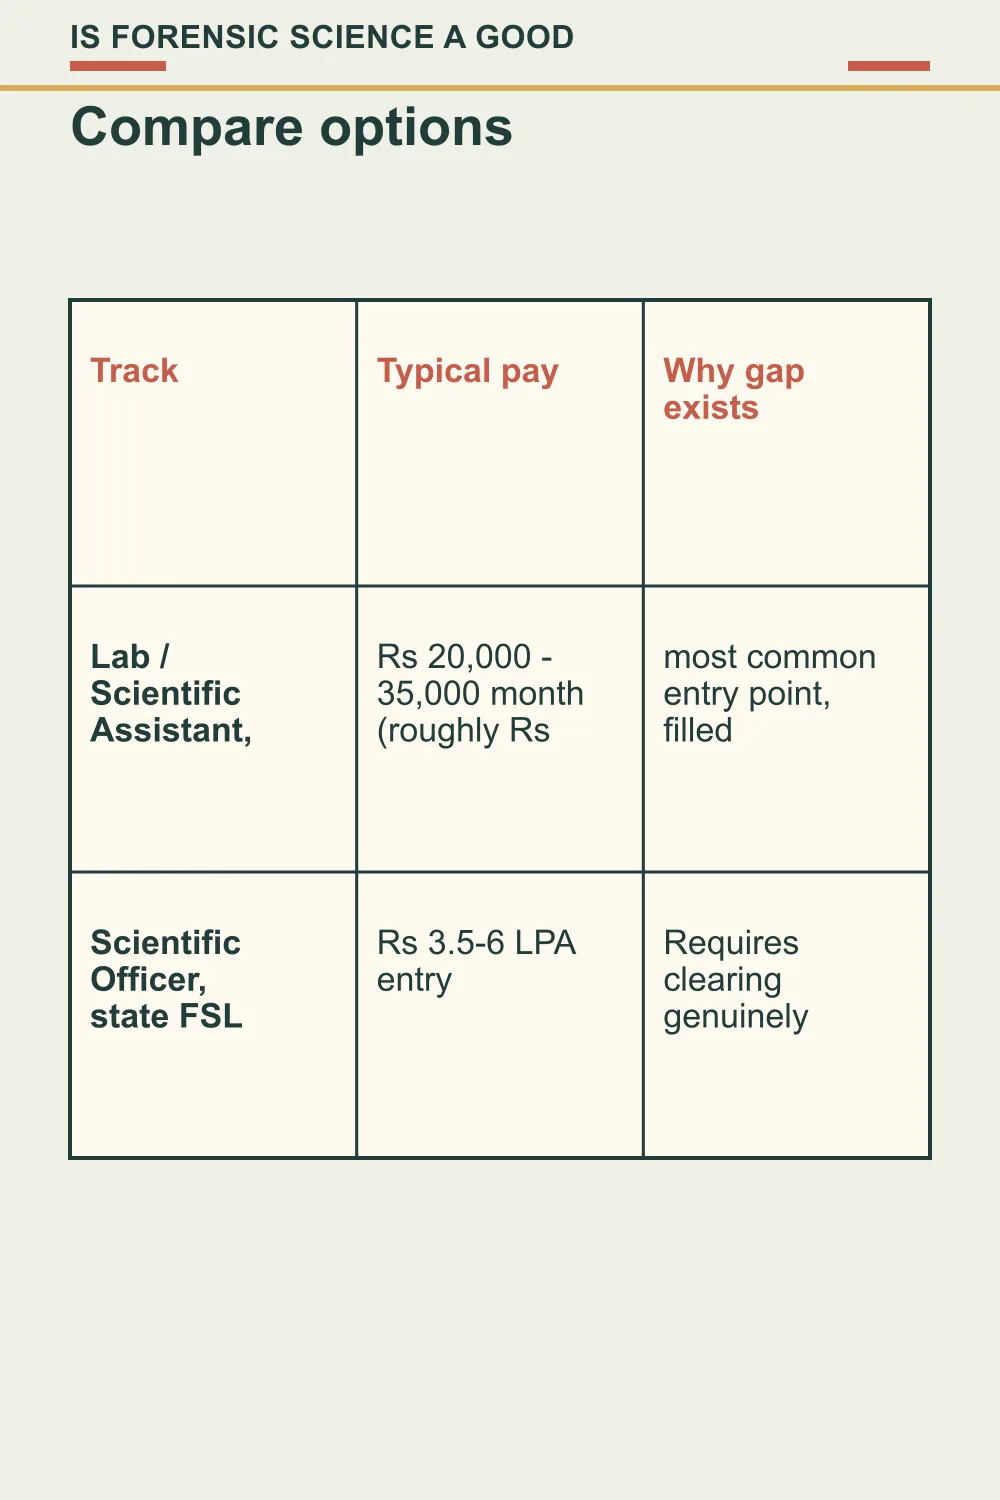 IS FORENSIC SCIENCE A GOOD
Compare options
Track
Typical pay
Why gap
exists
Lab /
Scientific
Assistant,
Rs 20,000 -
35,000 month
(roughly Rs
most common
entry point,
filled
Scientific
Officer,
state FSL
Rs 3.5-6 LPA
entry
Requires
clearing
genuinely